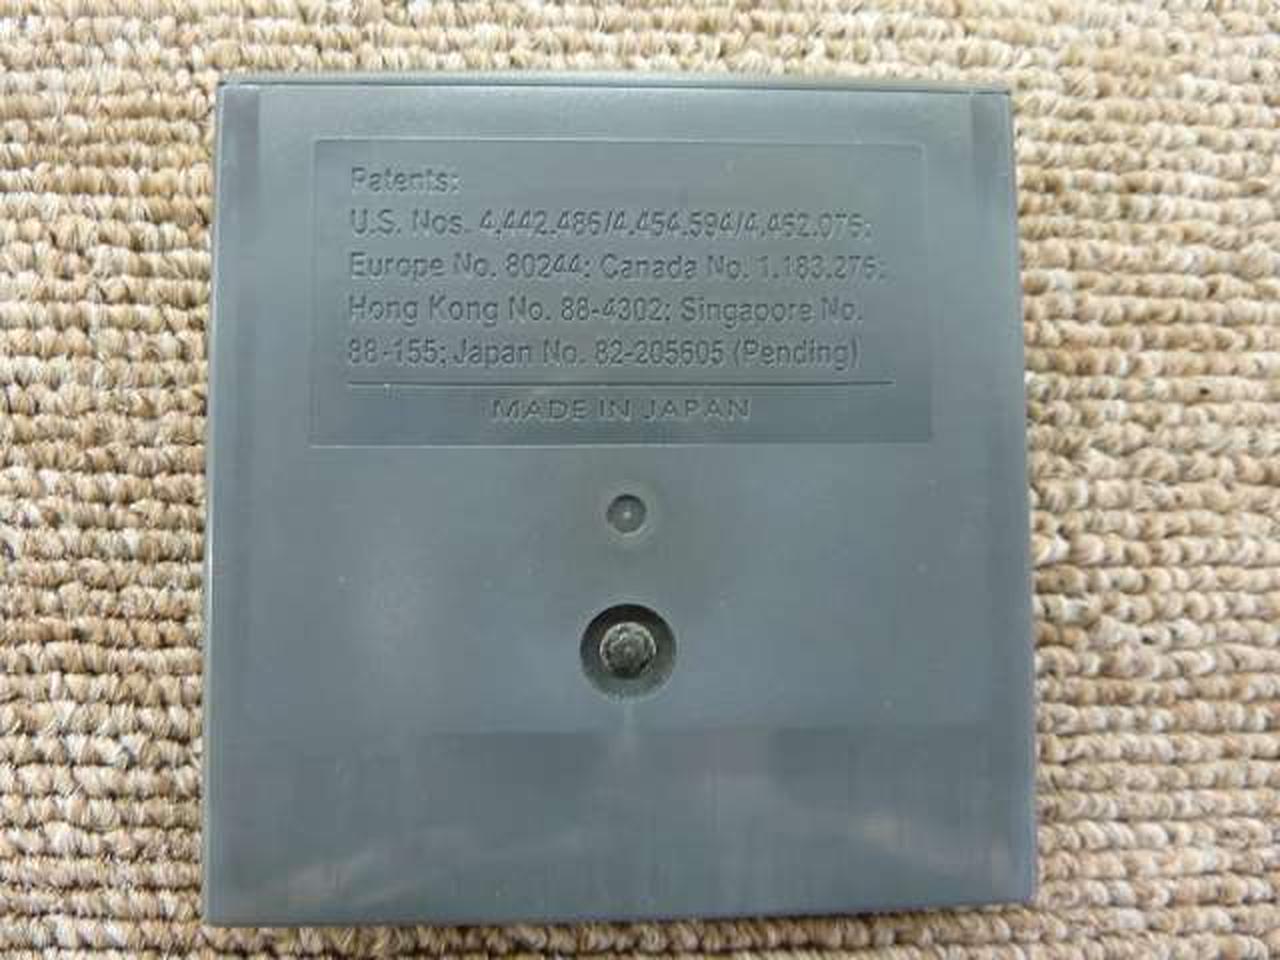 Patents:
U.S. Nos. 4,442,486/4,454,594/4,462,076;
Europe No. 80244; Canada No. 1,183,276;
Hong Kong No. 88-4302; Singapore No.
88-155; Japan No. 82-205605 (Pending)
MADE IN JAPAN